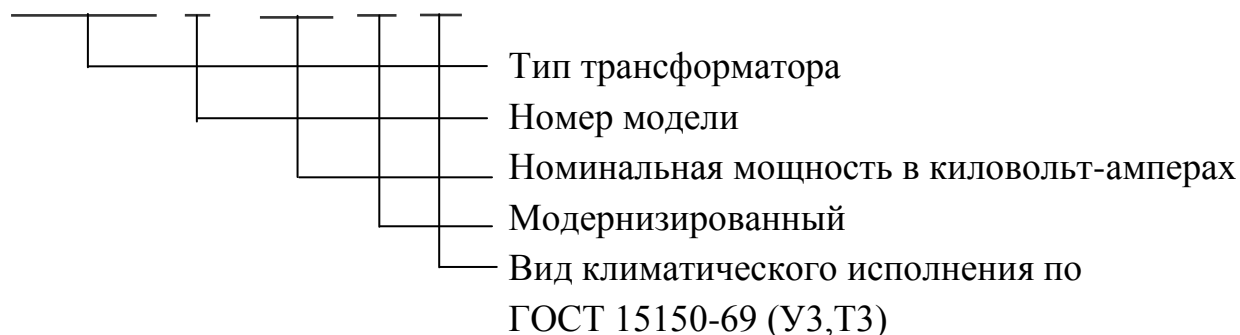 Тип трансформатора
Номер модели
Номинальная мощность в киловольт-амперах
Модернизированный
Вид климатического исполнения по
ГОСТ 15150-69 (У3,Т3)